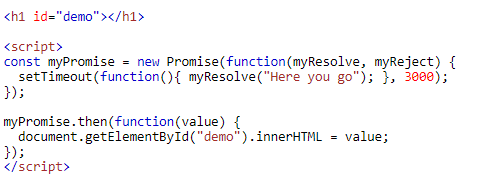 <h1 id="demo"></h1>

<script>
const myPromise = new Promise(function(myResolve, myReject) {
  setTimeout(function(){ myResolve("Here you go"); }, 3000);
});

myPromise.then(function(value) {
  document.getElementById("demo").innerHTML = value;
});
</script>